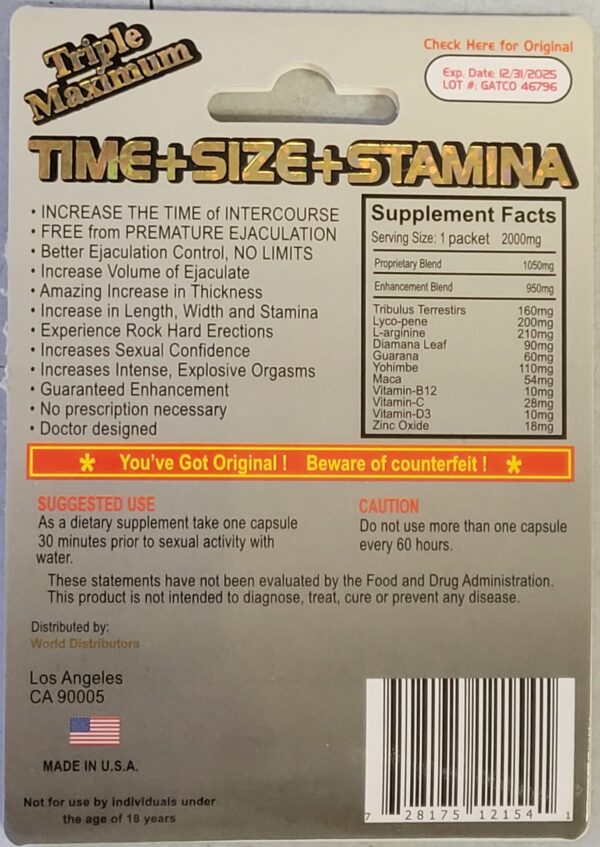 Triple
Maximum
Check Here for Original
Exp. Date 12/31/2025
LOT #: GATCO 46796
TIME+SIZE+STAMINA
• INCREASE THE TIME of INTERCOURSE
• FREE from PREMATURE EJACULATION
• Better Ejaculation Control, NO LIMITS
• Increase Volume of Ejaculate
• Amazing Increase in Thickness
• Increase in Length, Width and Stamina
• Experience Rock Hard Erections
• Increases Sexual Confidence
• Increases Intense, Explosive Orgasms
• Guaranteed Enhancement
• No prescription necessary
• Doctor designed
Supplement Facts
Serving Size: 1 packet 2000mg
Proprietary Blend 1050mg
Enhancement Blend 950mg
Tribulus Terrestirs 160mg
Lyco-pene 200mg
L-arginine 210mg
Diamana Leaf 90mg
Guarana 60mg
Yohimbe 110mg
Maca 54mg
Vitamin-B12 10mg
Vitamin-C 28mg
Vitamin-D3 10mg
Zinc Oxide 18mg
* You've Got Original ! Beware of counterfeit ! *
SUGGESTED USE
As a dietary supplement take one capsule
30 minutes prior to sexual activity with
water.
CAUTION
Do not use more than one capsule
every 60 hours.
These statements have not been evaluated by the Food and Drug Administration.
This product is not intended to diagnose, treat, cure or prevent any disease.
Distributed by:
World Distributors
Los Angeles
CA 90005
MADE IN U.S.A.
Not for use by individuals under
the age of 18 years
7 28175 12154 1